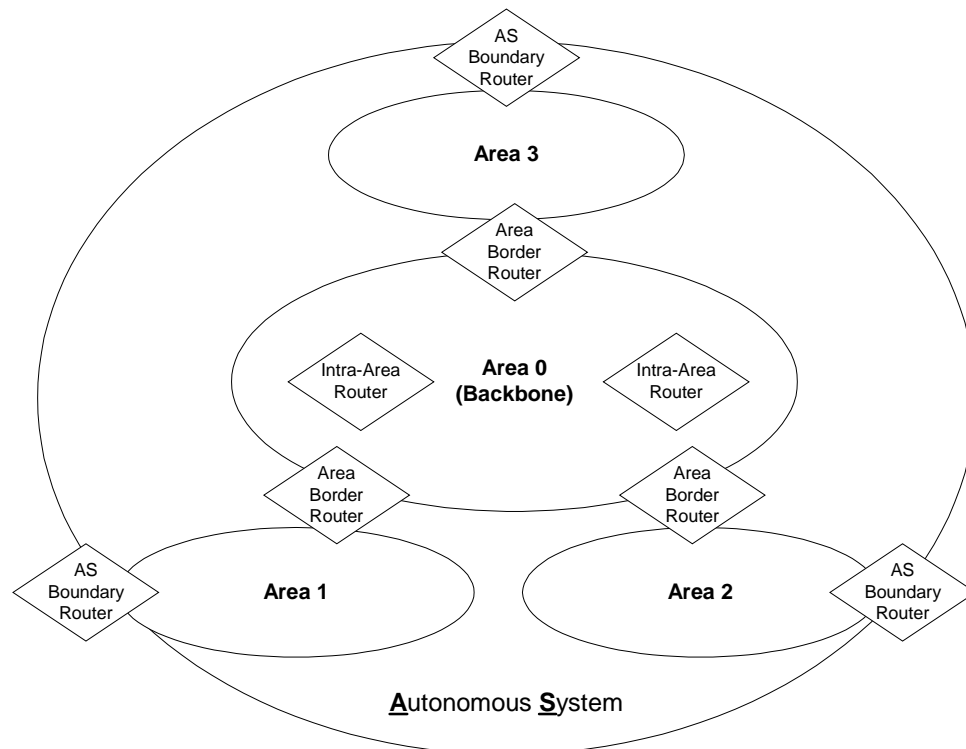 AS
Boundary
Router
Area 3
Area
Border
Router
Intra-Area
Router
Area 0
(Backbone)
Intra-Area
Router
Area
Border
Router
Area
Border
Router
AS
Boundary
Router
Area 1
Area 2
AS
Boundary
Router
Autonomous System